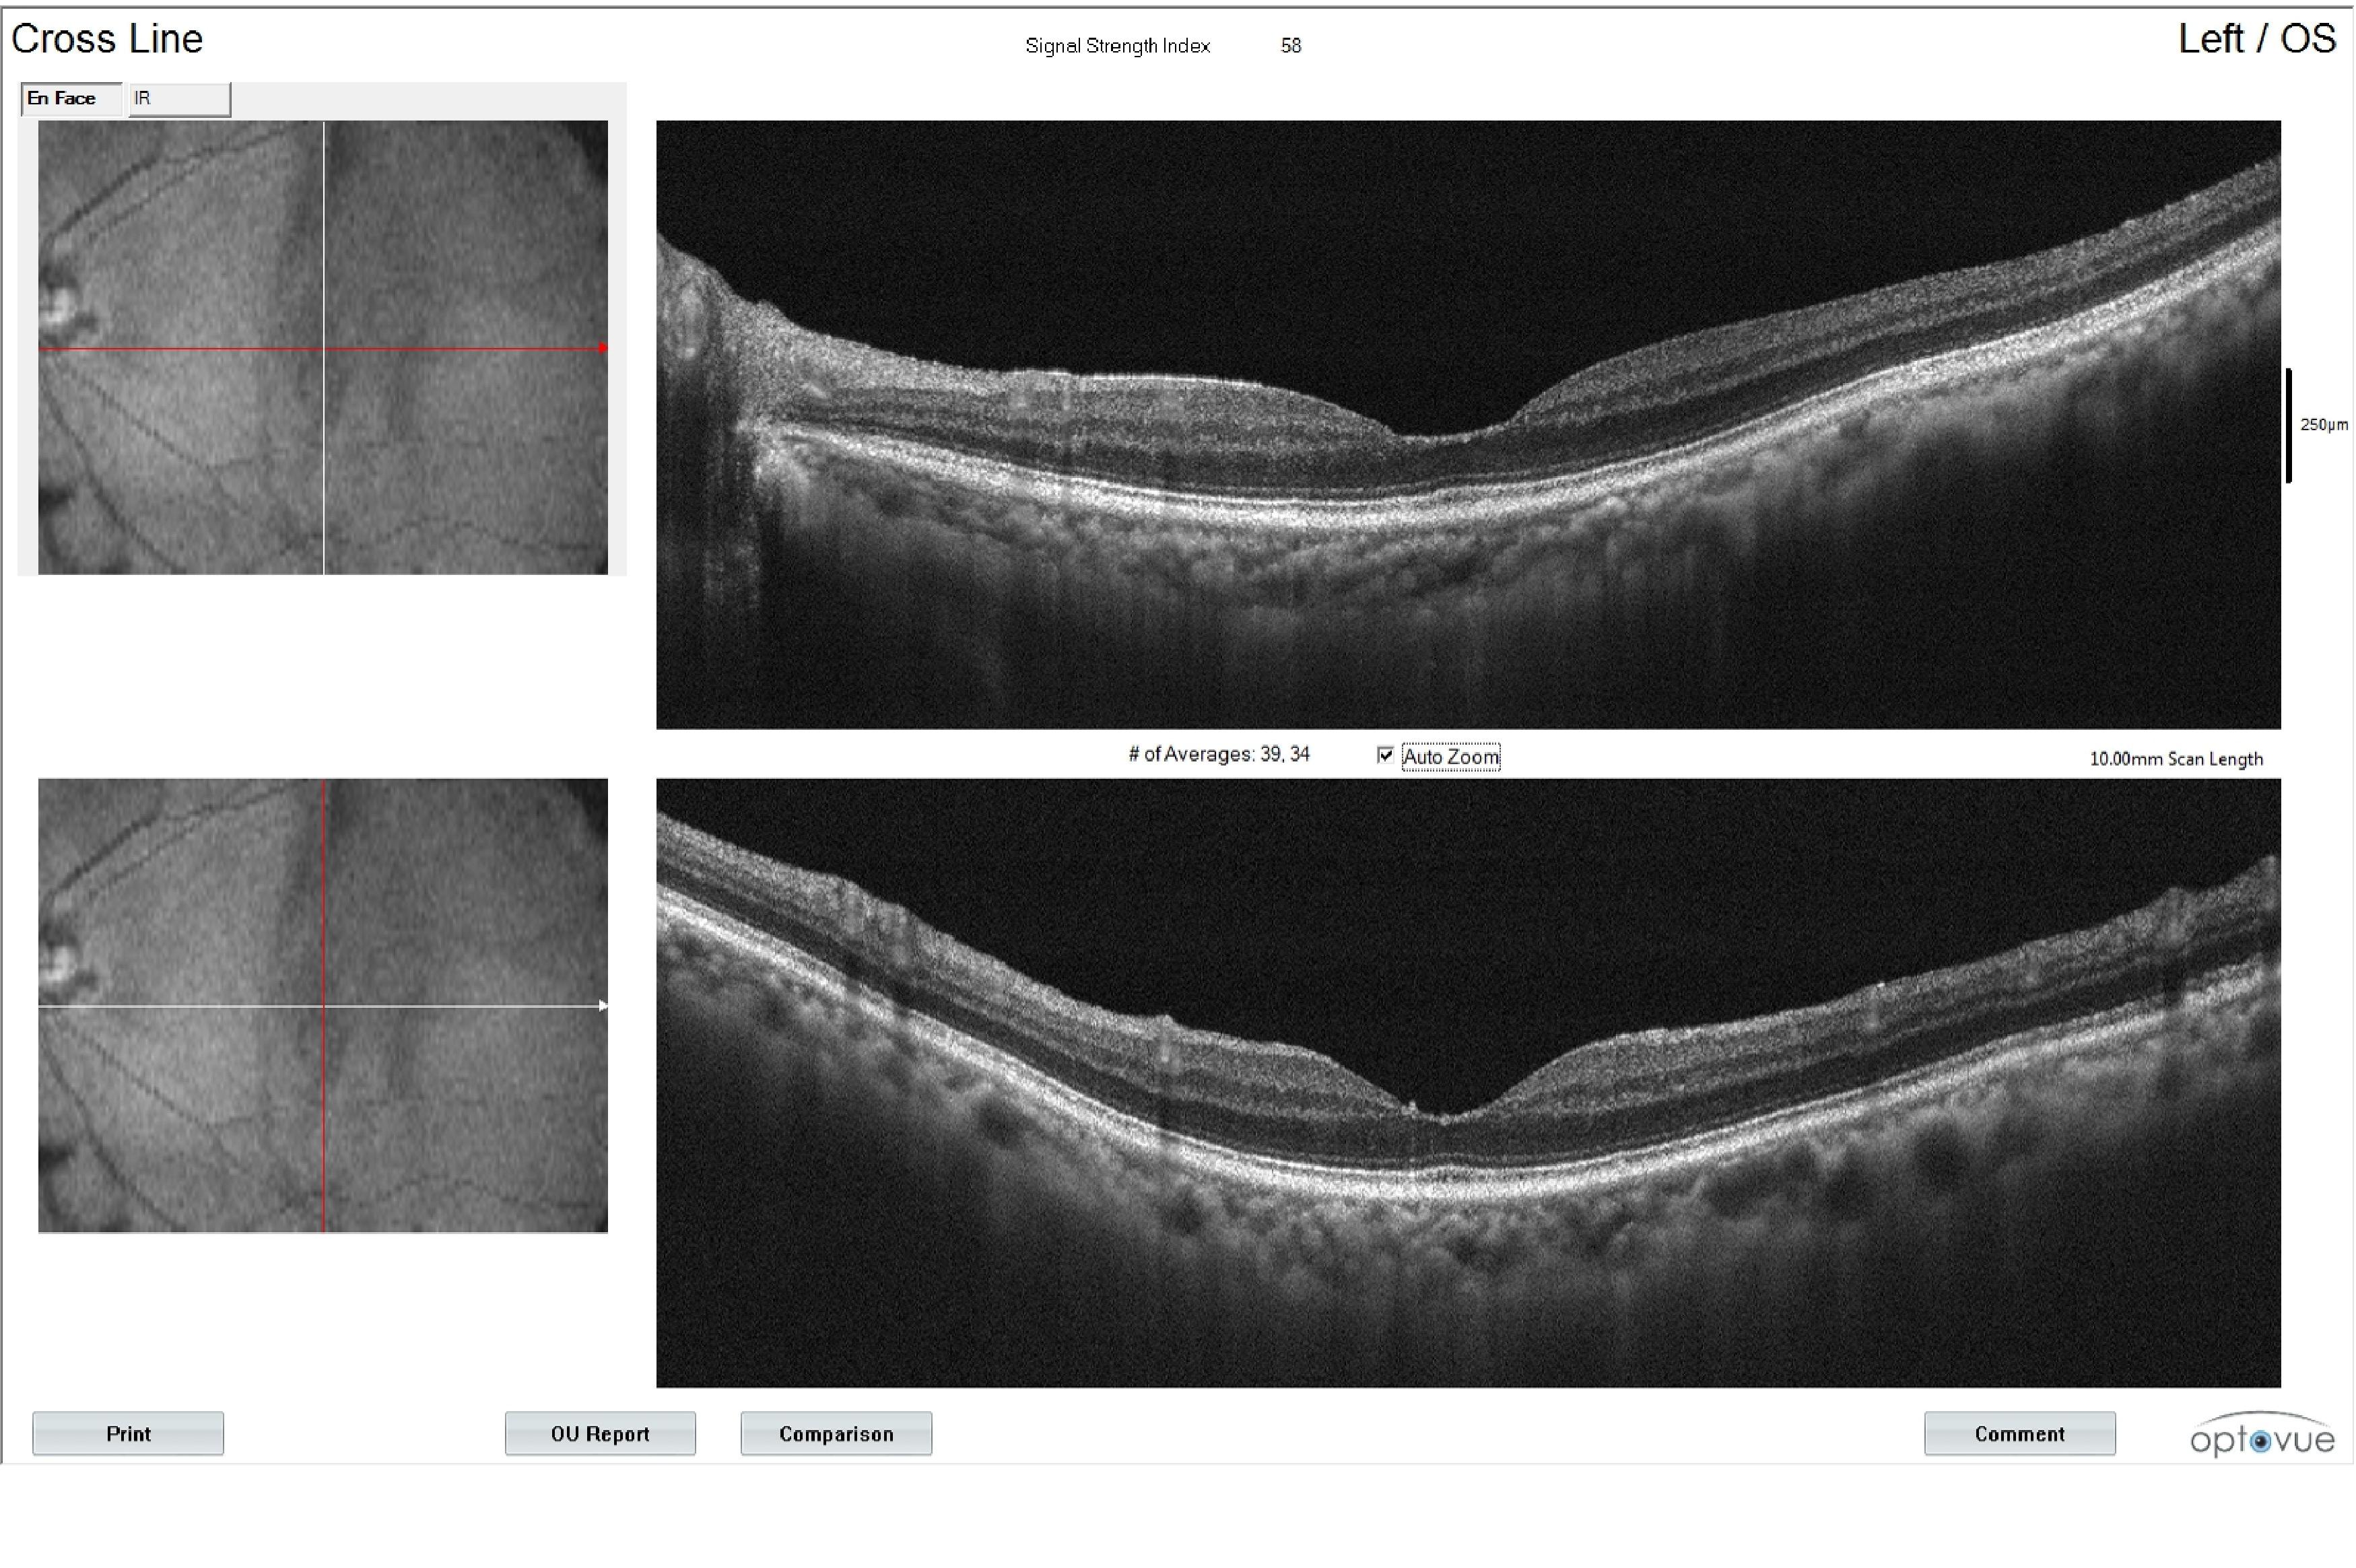 Cross Line
Signal Strength Index 58
Left / OS
En Face
IR
250µm
# of Averages: 39, 34
Auto Zoom
10.00mm Scan Length
Print
OU Report
Comparison
Comment
optovue